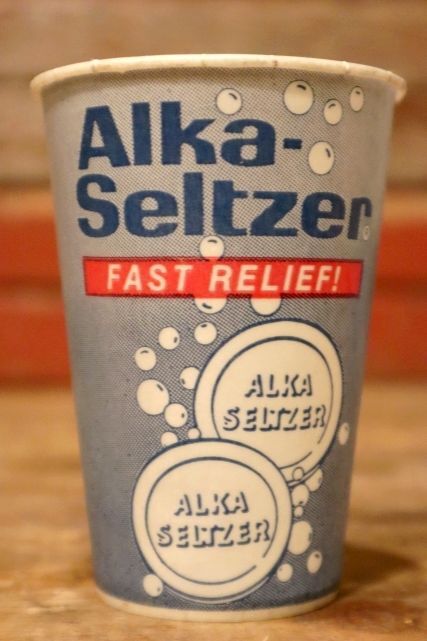 Alka-
Seltzer®
FAST RELIEF!
ALKA
SELTZER
ALKA
SELTZER